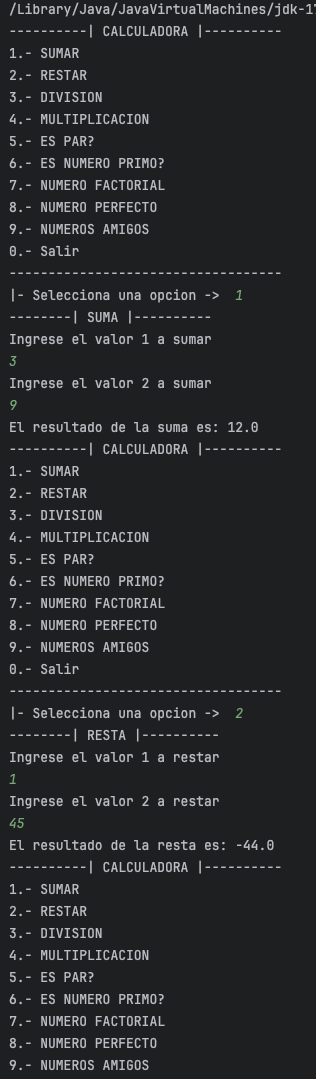 /Library/Java/JavaVirtualMachines/jdk-17
----------| CALCULADORA |----------
1.- SUMAR
2.- RESTAR
3.- DIVISION
4.- MULTIPLICACION
5.- ES PAR?
6.- ES NUMERO PRIMO?
7.- NUMERO FACTORIAL
8.- NUMERO PERFECTO
9.- NUMEROS AMIGOS
0.- Salir
-----------------------------------
|- Selecciona una opcion ->  1
--------| SUMA |----------
Ingrese el valor 1 a sumar
3
Ingrese el valor 2 a sumar
9
El resultado de la suma es: 12.0
----------| CALCULADORA |----------
1.- SUMAR
2.- RESTAR
3.- DIVISION
4.- MULTIPLICACION
5.- ES PAR?
6.- ES NUMERO PRIMO?
7.- NUMERO FACTORIAL
8.- NUMERO PERFECTO
9.- NUMEROS AMIGOS
0.- Salir
-----------------------------------
|- Selecciona una opcion ->  2
--------| RESTA |----------
Ingrese el valor 1 a restar
1
Ingrese el valor 2 a restar
45
El resultado de la resta es: -44.0
----------| CALCULADORA |----------
1.- SUMAR
2.- RESTAR
3.- DIVISION
4.- MULTIPLICACION
5.- ES PAR?
6.- ES NUMERO PRIMO?
7.- NUMERO FACTORIAL
8.- NUMERO PERFECTO
9.- NUMEROS AMIGOS